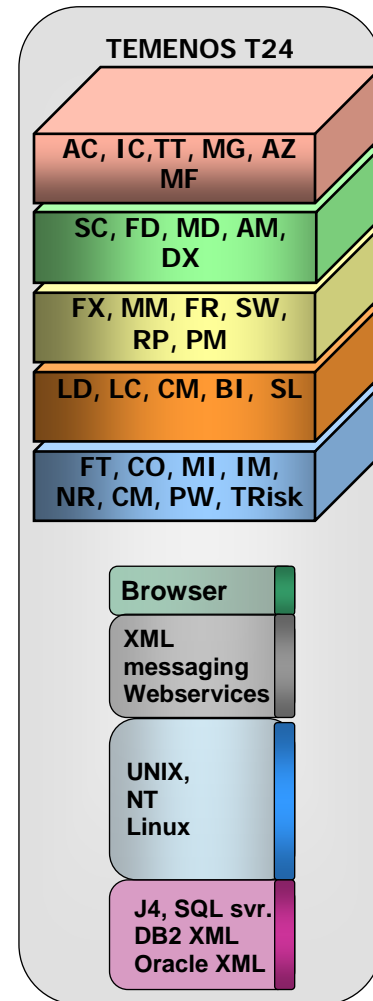 TEMENOS T24
AC, IC,TT, MG, AZ
MF
SC, FD, MD, AM,
DX
FX, MM, FR, SW,
RP, PM
LD, LC, CM, BI, SL
FT, CO, MI, IM,
NR, CM, PW, TRisk
Browser
XML
messaging
Webservices
UNIX,
NT
Linux
J4, SQL svr.
DB2 XML
Oracle XML